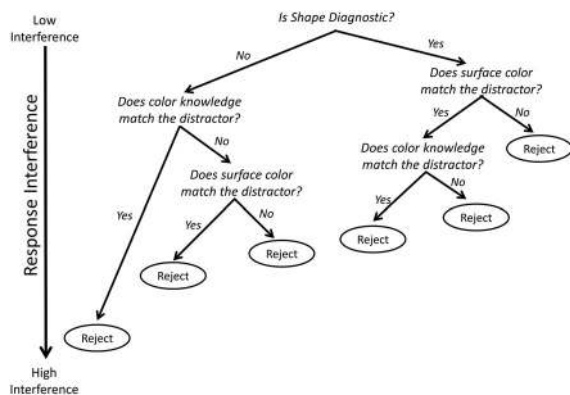 Low
Interference
Response Interference
High
Interference
Is Shape Diagnostic?
No
Yes
Does color knowledge
match the distractor?
Yes
No
Does surface color
match the distractor?
Yes
No
Reject
Reject
Reject
Does surface color
match the distractor?
Yes
No
Reject
Does color knowledge
match the distractor?
Yes
No
Reject
Reject